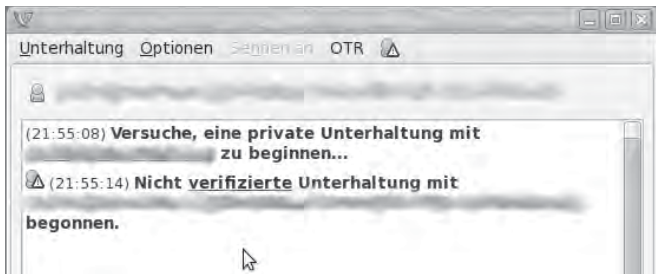 Unterhaltung Optionen Senden an OTR
(21:55:08) Versuche, eine private Unterhaltung mit
zu beginnen...
(21:55:14) Nicht verifizierte Unterhaltung mit
begonnen.